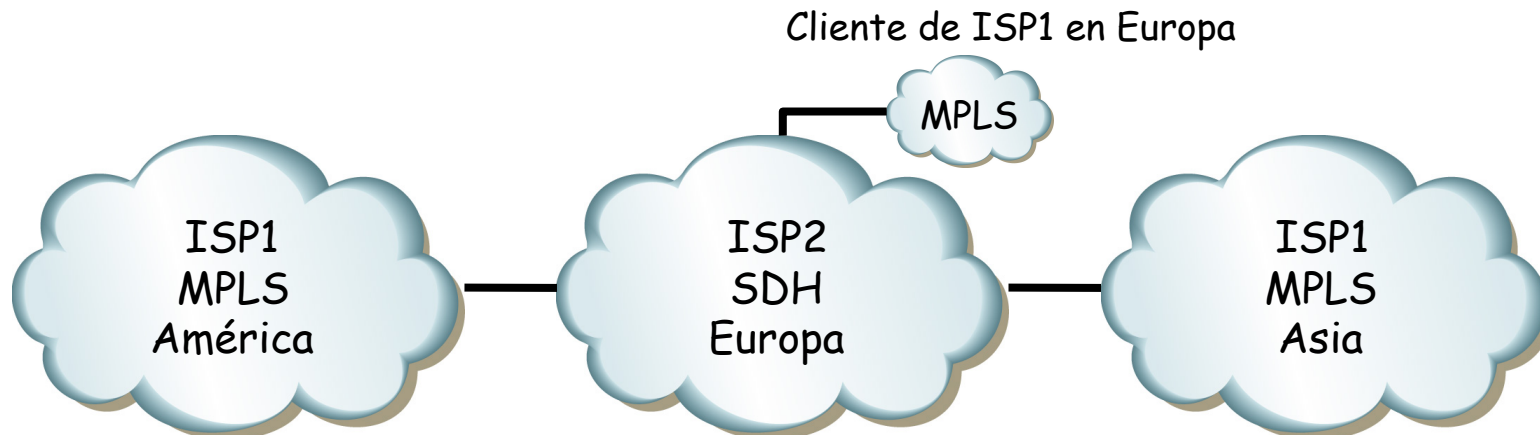 Cliente de ISP1 en Europa
MPLS
ISP1
MPLS
América
ISP2
SDH
Europa
ISP1
MPLS
Asia